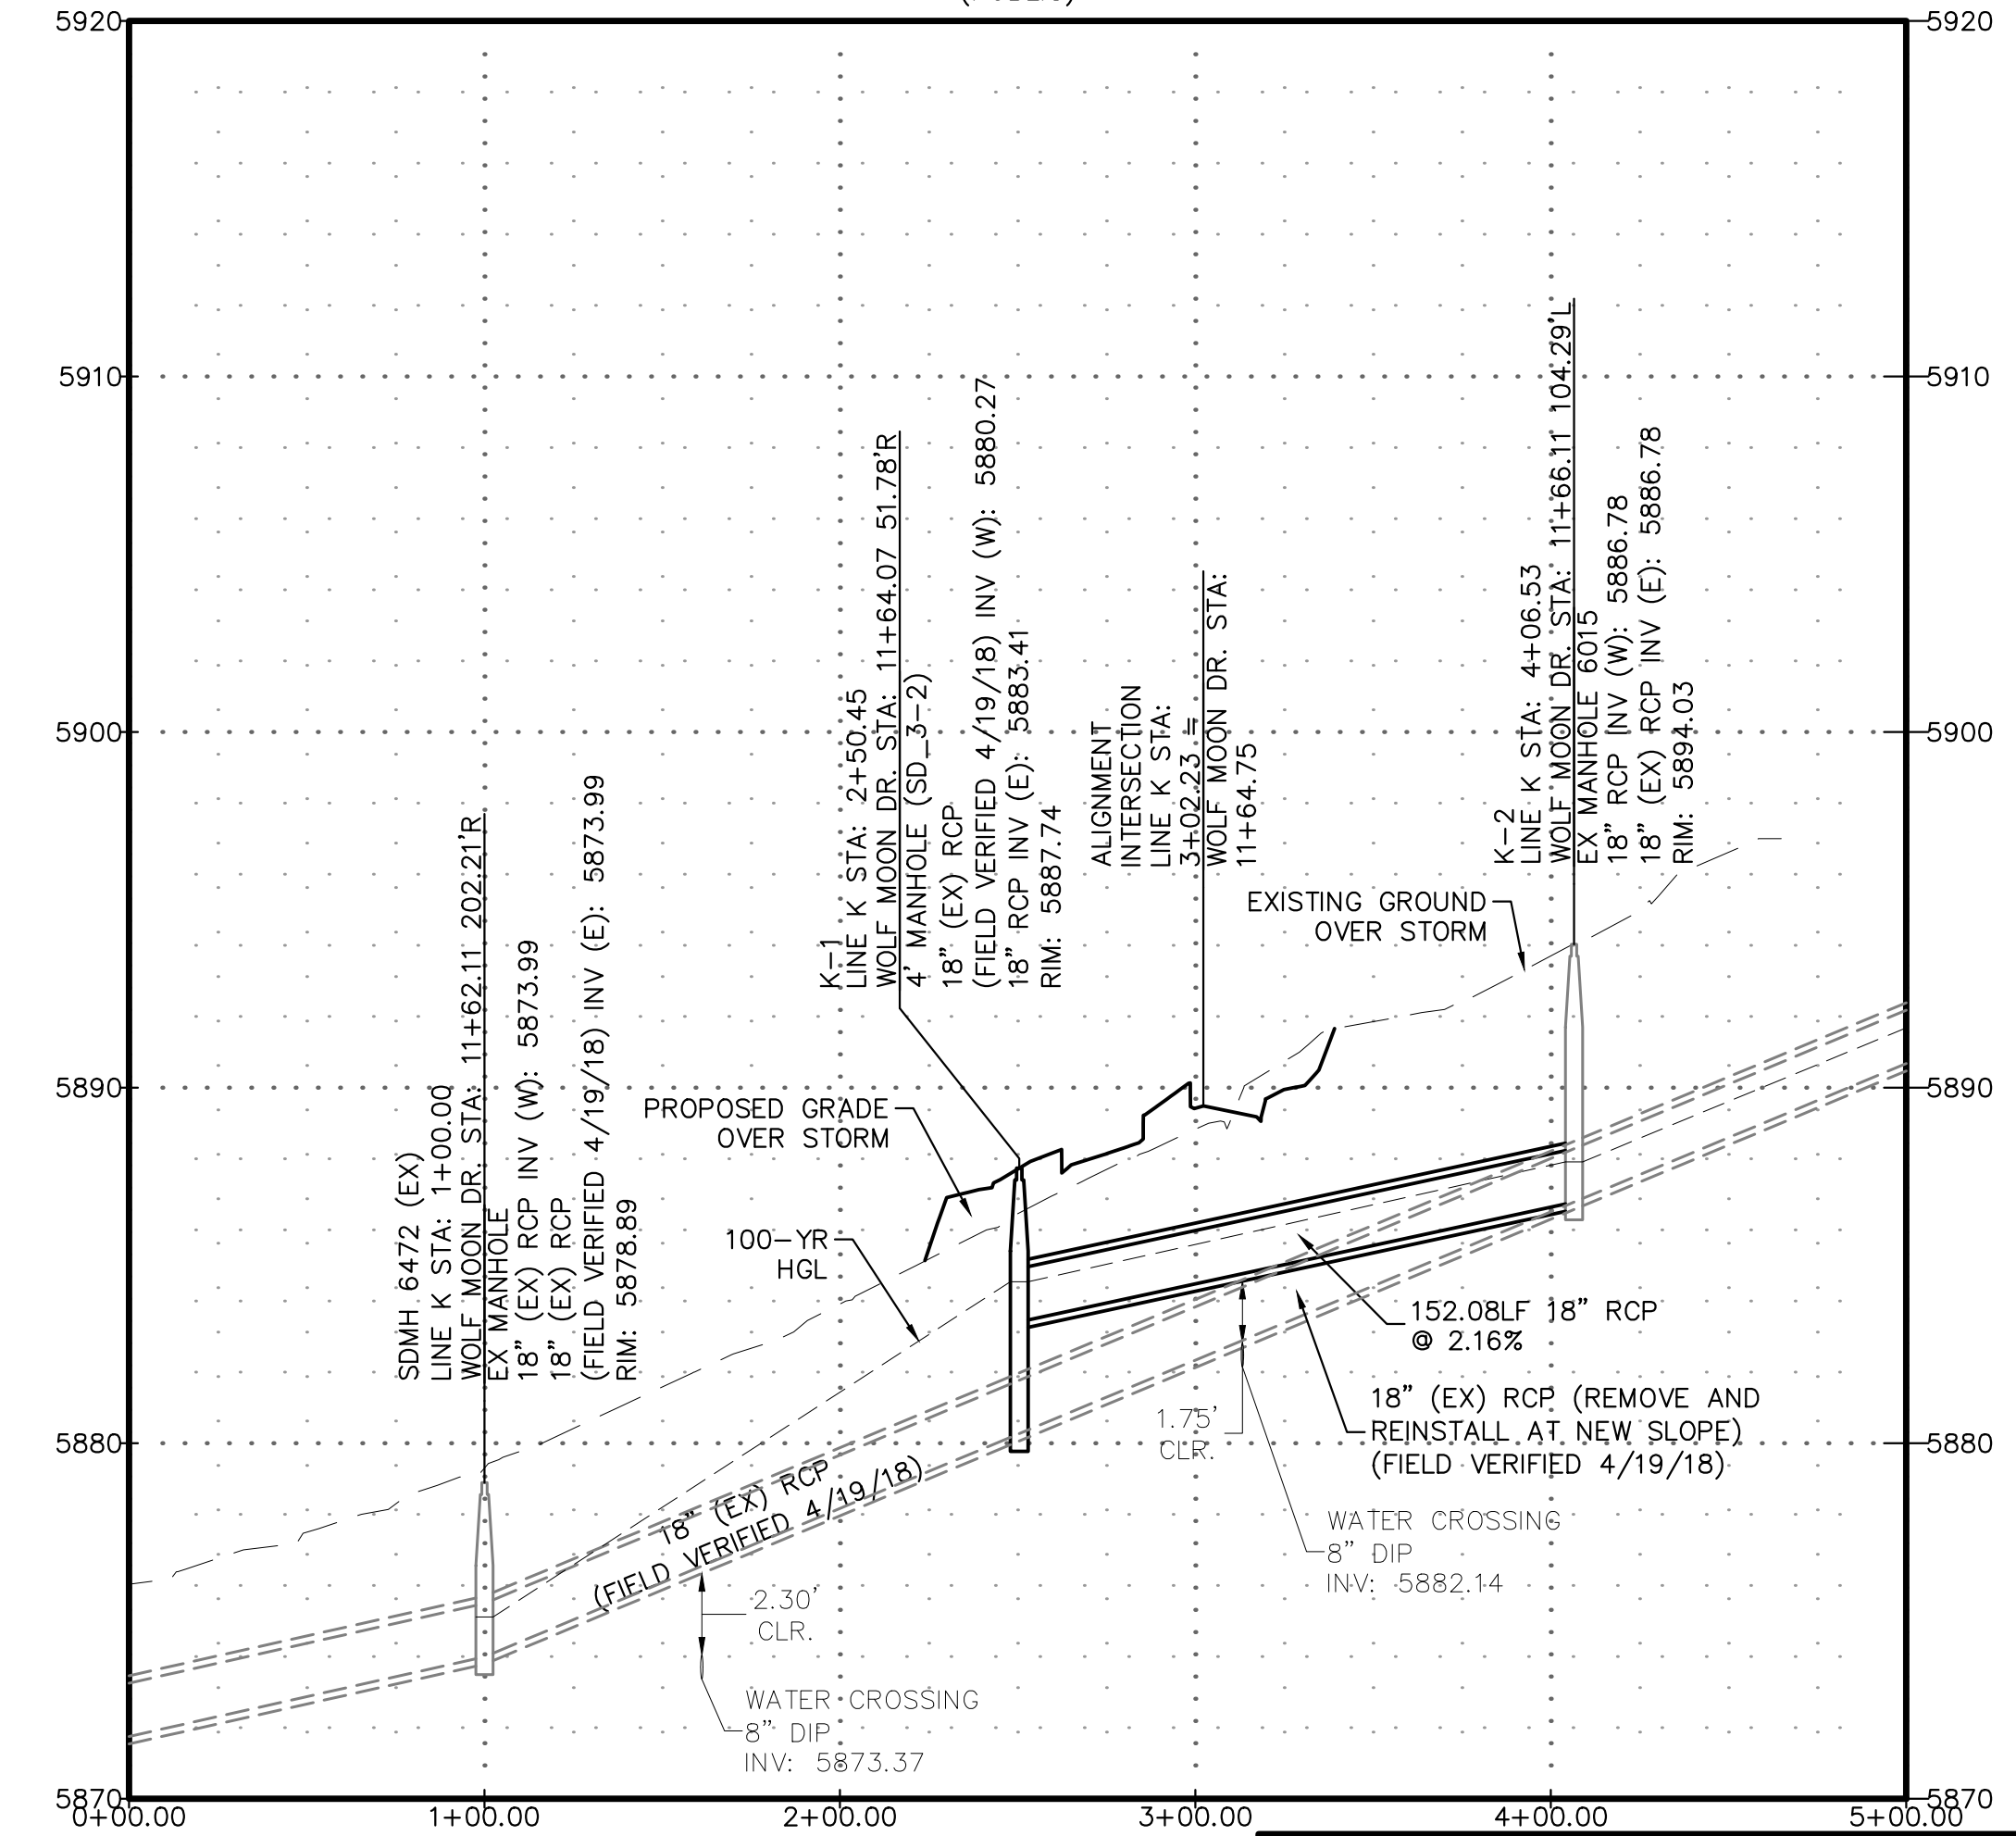 5920
5920
5910
5910
5900
5900
5890
5890
5880
5880
5870
5870
0+00.00
1+00.00
2+00.00
3+00.00
4+00.00
5+00.00
SDMH 6472 (EX)
LINE K STA: 1+00.00
WOLF MOON DR. STA: 11+62.11 202.21'R
EX MANHOLE
18" (EX) RCP INV (W): 5873.99
18" (EX) RCP
(FIELD VERIFIED 4/19/18) INV (E): 5873.99
RIM: 5878.89
K-1
LINE K STA: 2+50.45
WOLF MOON DR. STA: 11+64.07 51.78'R
4' MANHOLE (SD_3-2)
18" (EX) RCP
(FIELD VERIFIED 4/19/18) INV (W): 5880.27
18" RCP INV (E): 5883.41
RIM: 5887.74
ALIGNMENT
INTERSECTION
LINE K STA:
3+02.23 =
WOLF MOON DR. STA:
11+64.75
K-2
LINE K STA: 4+06.53
WOLF MOON DR. STA: 11+66.11 104.29'L
EX MANHOLE 6015
18" RCP INV (W): 5886.78
18" (EX) RCP INV (E): 5886.78
RIM: 5894.03
EXISTING GROUND
OVER STORM
PROPOSED GRADE
OVER STORM
100-YR
HGL
152.08LF 18" RCP
@ 2.16%
18" (EX) RCP (REMOVE AND
REINSTALL AT NEW SLOPE)
(FIELD VERIFIED 4/19/18)
1.75'
CLR.
WATER CROSSING
8" DIP
INV: 5882.14
18" (EX) RCP
(FIELD VERIFIED 4/19/18)
2.30'
CLR.
WATER CROSSING
8" DIP
INV: 5873.37